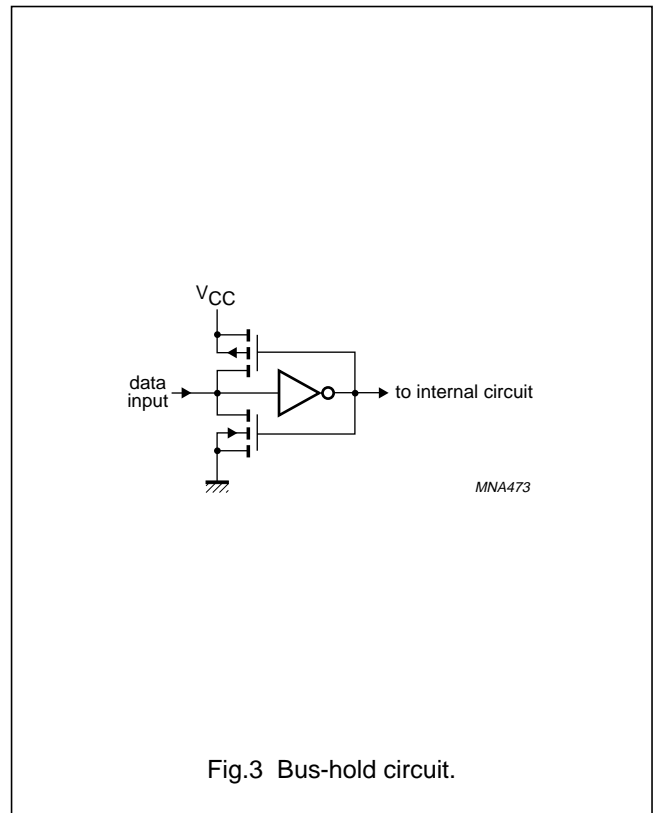 VCC
data
input
to internal circuit
MNA473
Fig.3 Bus-hold circuit.